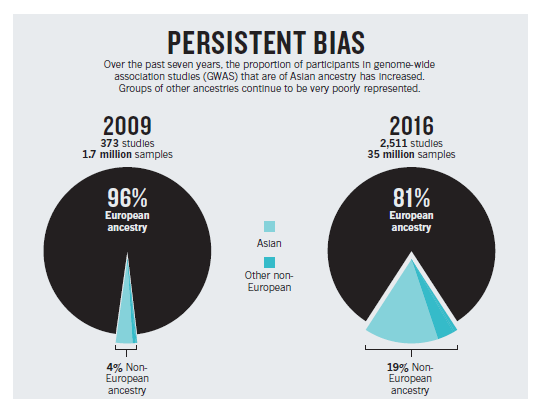 PERSISTENT BIAS
Over the past seven years, the proportion of participants in genome-wide
association studies (GWAS) that are of Asian ancestry has increased.
Groups of other ancestries continue to be very poorly represented.
2009
373 studies
1.7 million samples
96%
European
ancestry
4% Non-
European
ancestry
Asian
Other non-
European
2016
2,511 studies
35 million samples
81%
European
ancestry
19% Non-
European
ancestry